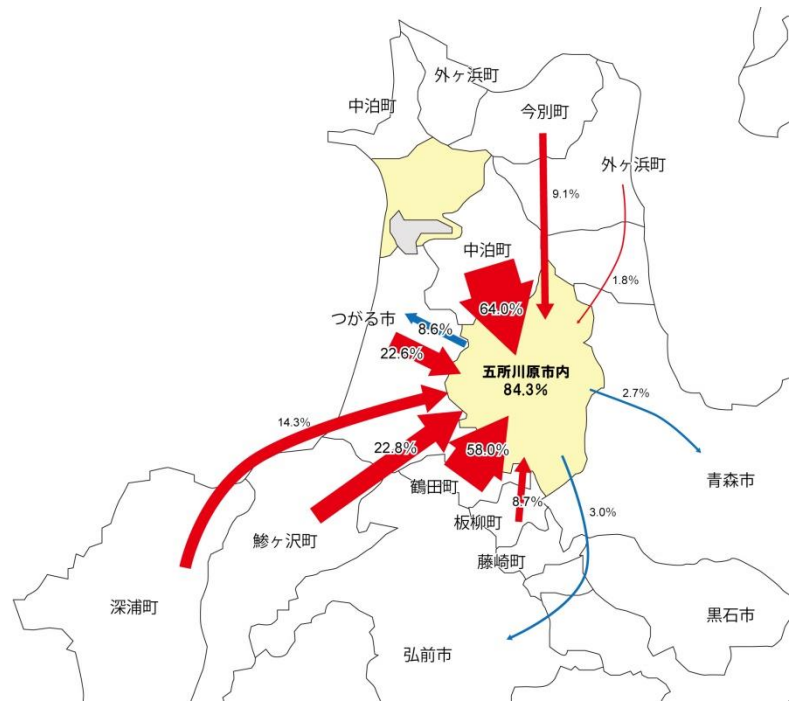 外ヶ浜町
中泊町
今別町
外ヶ浜町
9.1%
中泊町
1.8%
64.0%
つがる市
8.6%
22.6%
五所川原市内
84.3%
2.7%
14.3%
22.8%
58.0%
青森市
鶴田町
8.7%
3.0%
板柳町
鰺ヶ沢町
藤崎町
深浦町
黒石市
弘前市